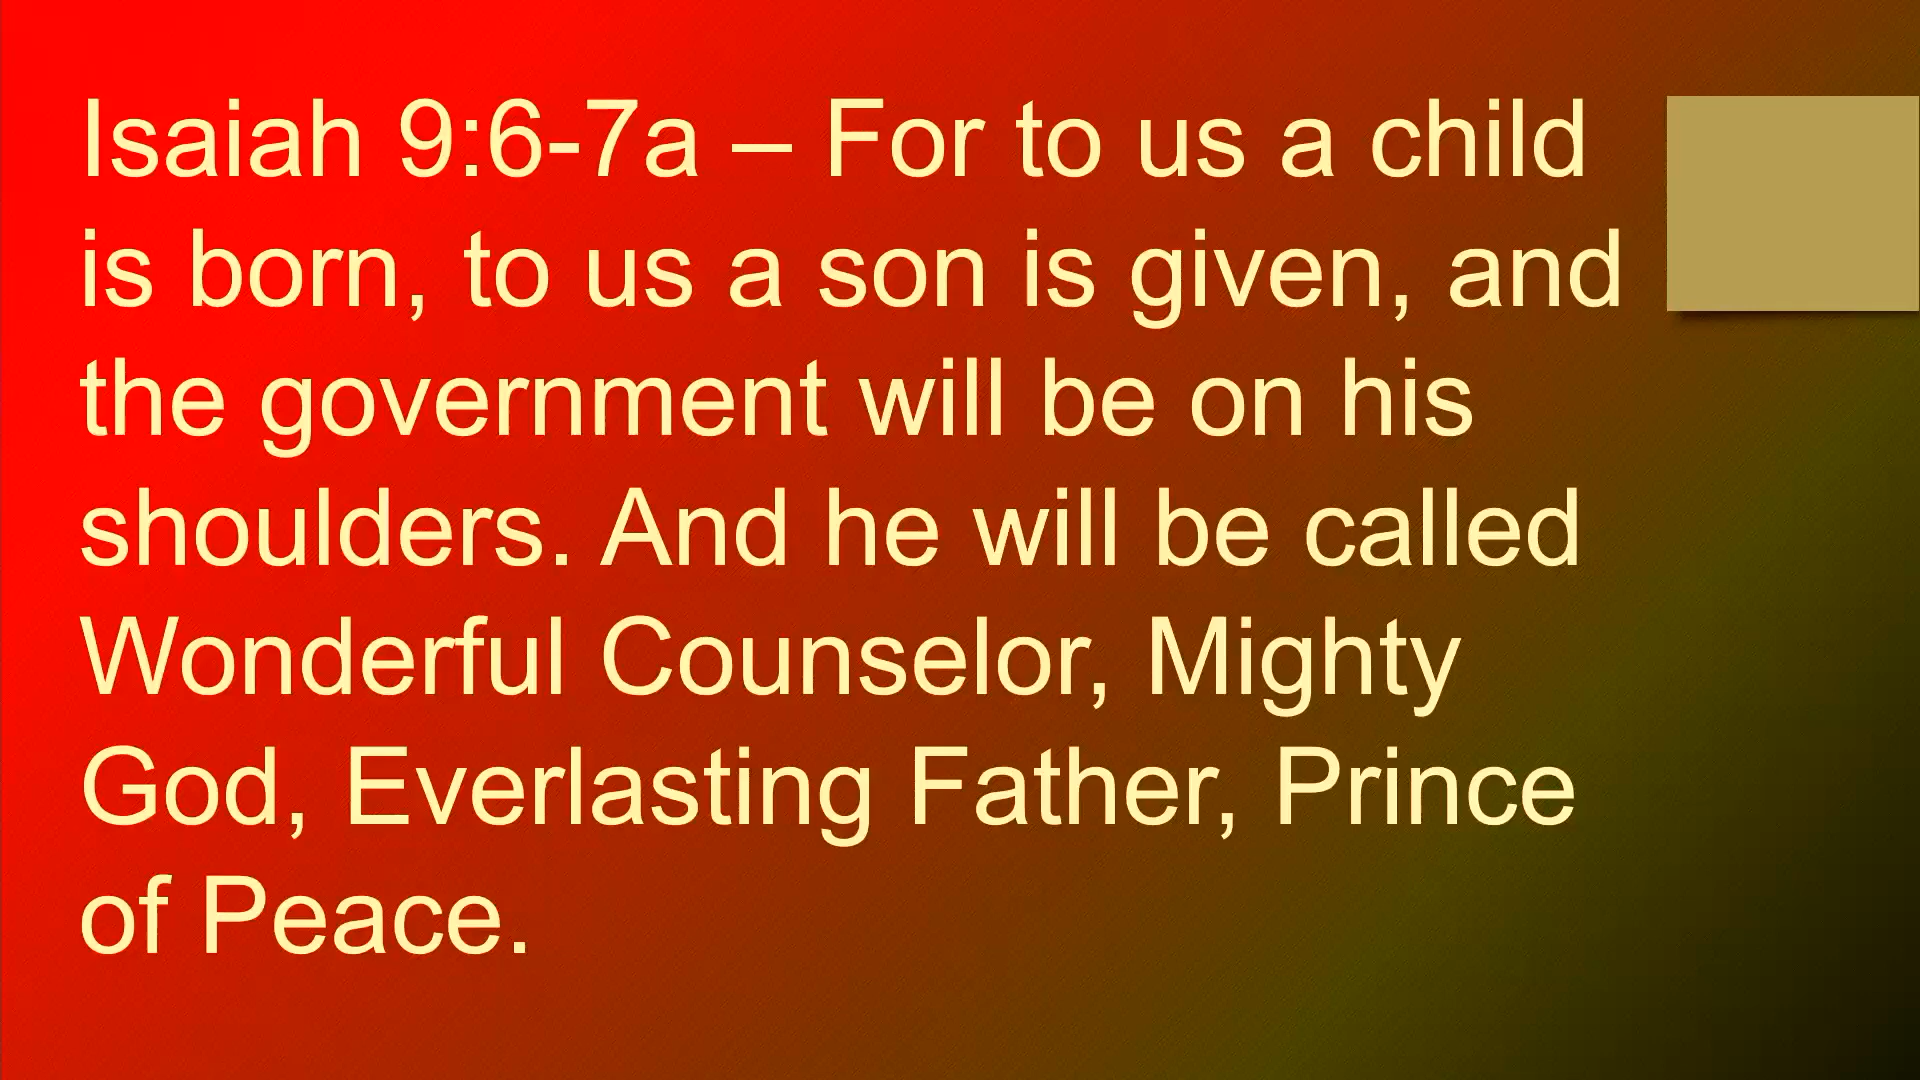 Isaiah 9:6-7a – For to us a child
is born, to us a son is given, and
the government will be on his
shoulders. And he will be called
Wonderful Counselor, Mighty
God, Everlasting Father, Prince
of Peace.